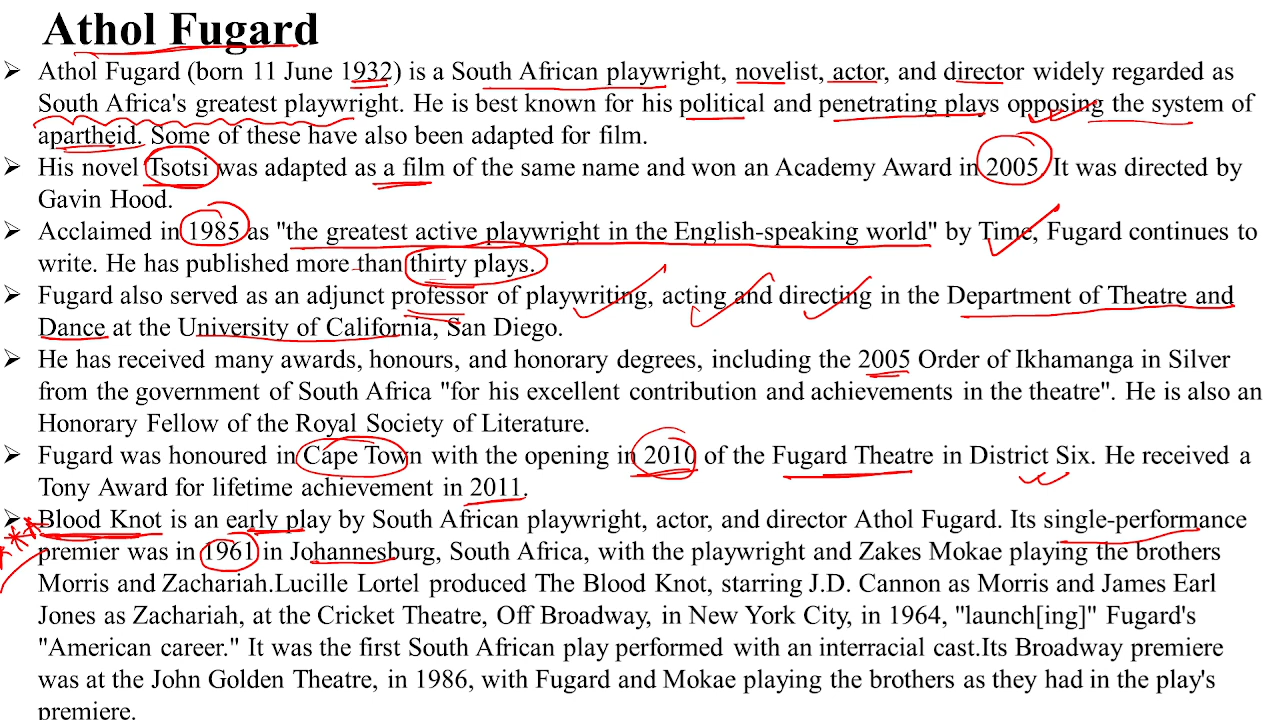 Athol Fugard
➢ Athol Fugard (born 11 June 1932) is a South African playwright, novelist, actor, and director widely regarded as
South Africa's greatest playwright. He is best known for his political and penetrating plays opposing the system of
apartheid. Some of these have also been adapted for film.
➢ His novel Tsotsi was adapted as a film of the same name and won an Academy Award in 2005. It was directed by
Gavin Hood.
➢ Acclaimed in 1985 as "the greatest active playwright in the English-speaking world" by Time, Fugard continues to
write. He has published more than thirty plays.
➢ Fugard also served as an adjunct professor of playwriting, acting and directing in the Department of Theatre and
Dance at the University of California, San Diego.
➢ He has received many awards, honours, and honorary degrees, including the 2005 Order of Ikhamanga in Silver
from the government of South Africa "for his excellent contribution and achievements in the theatre". He is also an
Honorary Fellow of the Royal Society of Literature.
➢ Fugard was honoured in Cape Town with the opening in 2010 of the Fugard Theatre in District Six. He received a
Tony Award for lifetime achievement in 2011.
➢ Blood Knot is an early play by South African playwright, actor, and director Athol Fugard. Its single-performance
premier was in 1961 in Johannesburg, South Africa, with the playwright and Zakes Mokae playing the brothers
Morris and Zachariah.Lucille Lortel produced The Blood Knot, starring J.D. Cannon as Morris and James Earl
Jones as Zachariah, at the Cricket Theatre, Off Broadway, in New York City, in 1964, "launch[ing]" Fugard's
"American career." It was the first South African play performed with an interracial cast.Its Broadway premiere
was at the John Golden Theatre, in 1986, with Fugard and Mokae playing the brothers as they had in the play's
premiere.